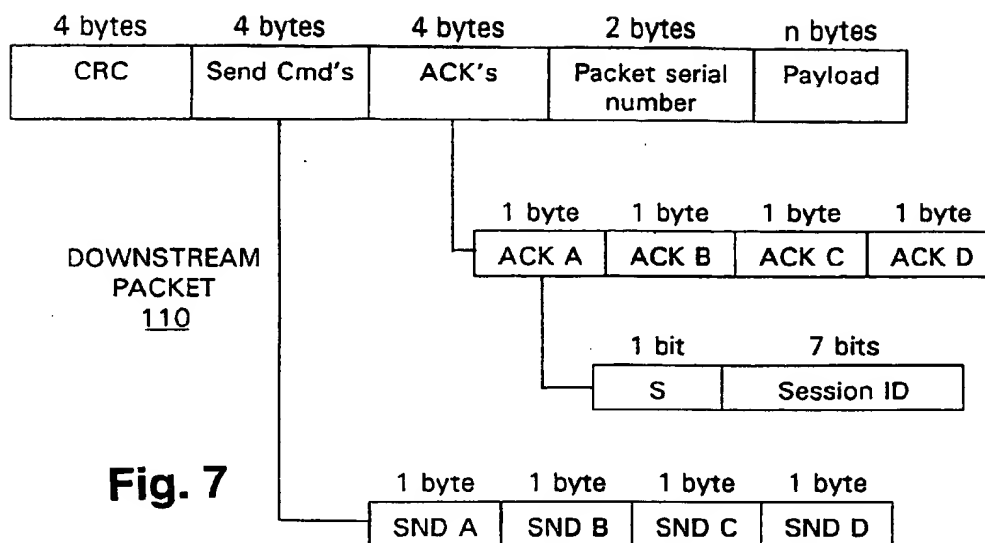 4 bytes 4 bytes 4 bytes 2 bytes n bytes
CRC Send Cmd's ACK's Packet serial number Payload
1 byte 1 byte 1 byte 1 byte
ACK A ACK B ACK C ACK D
DOWNSTREAM
PACKET
110
1 bit 7 bits
S Session ID
Fig. 7
1 byte 1 byte 1 byte 1 byte
SND A SND B SND C SND D